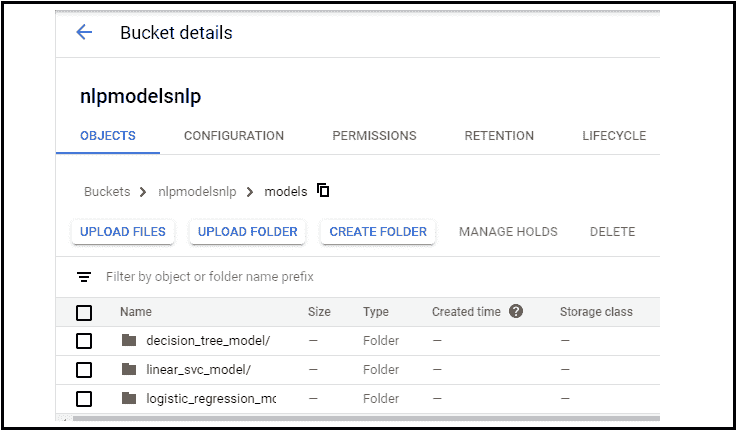 Bucket details
nlpmodelsnlp
OBJECTS CONFIGURATION PERMISSIONS RETENTION LIFECYCLE
Buckets > nlpmodelsnlp > models
UPLOAD FILES UPLOAD FOLDER CREATE FOLDER MANAGE HOLDS DELETE
Filter by object or folder name prefix
Name Size Type Created time ? Storage class
decision_tree_model/ — Folder — —
linear_svc_model/ — Folder — —
logistic_regression_mc — Folder — —